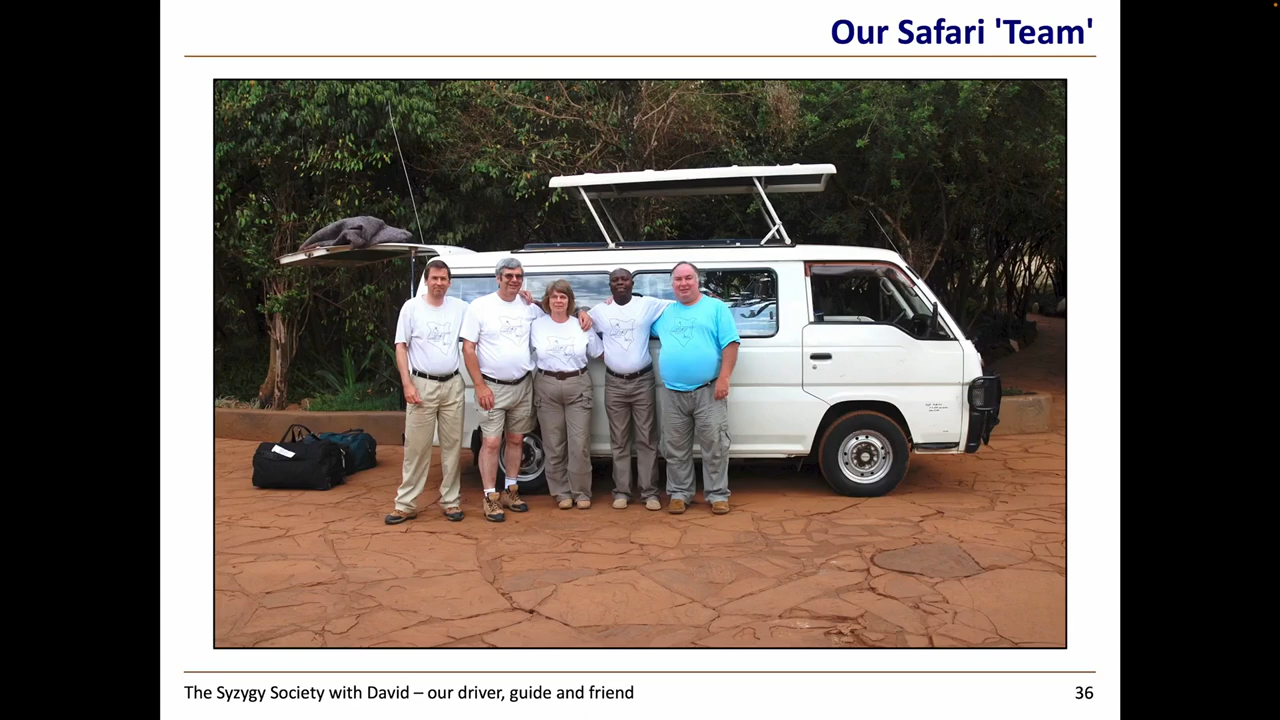 Our Safari 'Team'
The Syzygy Society with David – our driver, guide and friend
36